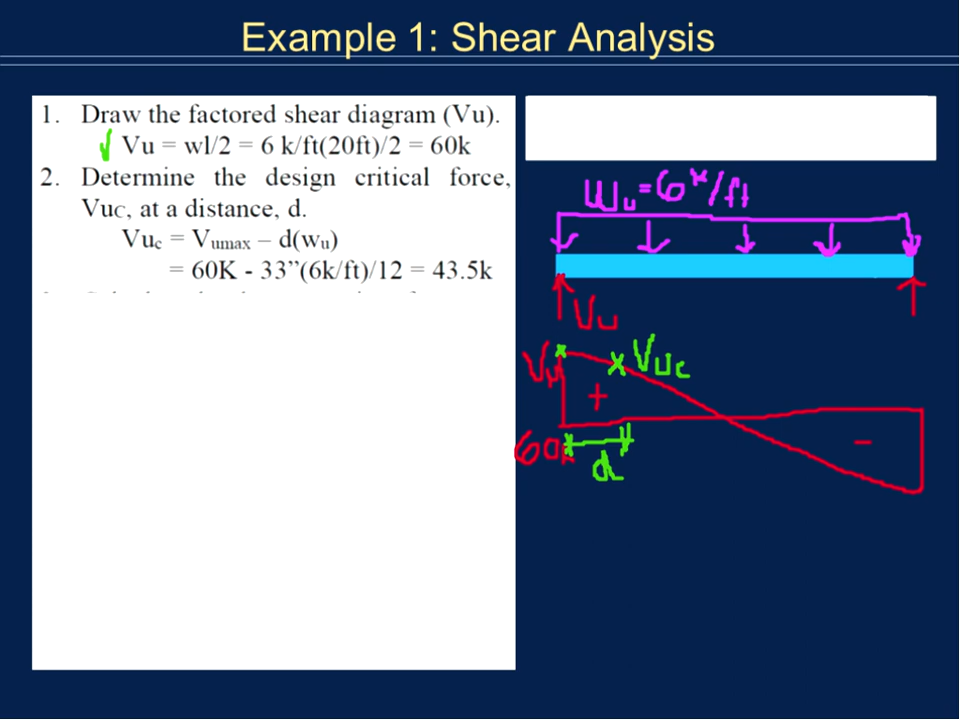 Example 1: Shear Analysis
1. Draw the factored shear diagram (Vu).
Vu = wl/2 = 6 k/ft(20ft)/2 = 60k
2. Determine the design critical force,
Vuc, at a distance, d.
Vuc = Vumax – d(wu)
= 60K - 33”(6k/ft)/12 = 43.5k
Wu=6k/ft
Vu
Vu
Vuc
+
-
60k
d